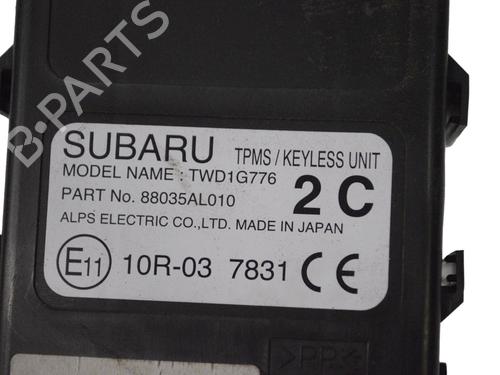 B-PARTS
SUBARU TPMS / KEYLESS UNIT
MODEL NAME : TWD1G776
PART No. 88035AL010 2 C
ALPS ELECTRIC CO.,LTD. MADE IN JAPAN
E11 10R-03 7831 CE
>PP